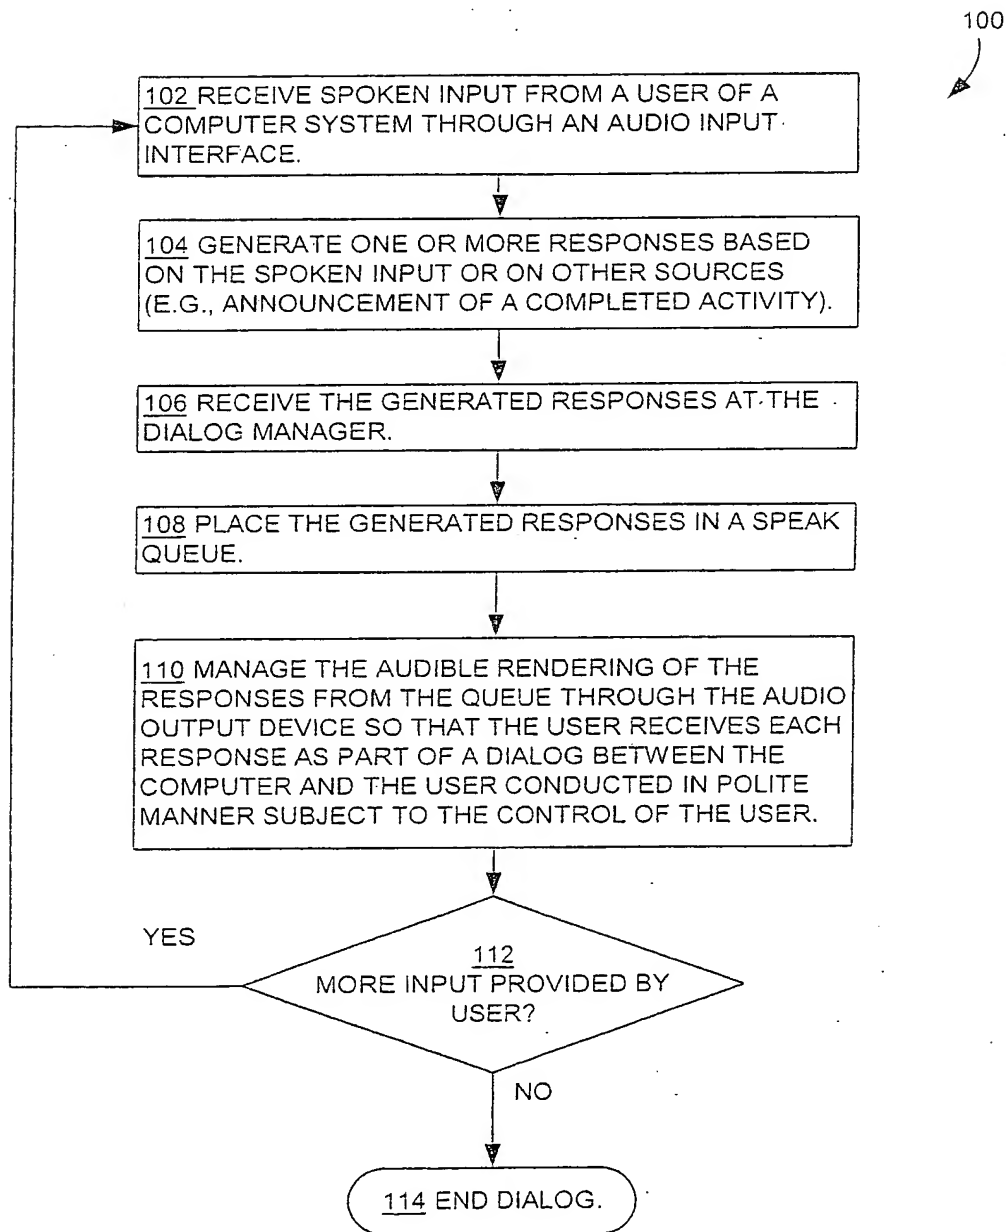 100
102 RECEIVE SPOKEN INPUT FROM A USER OF A
COMPUTER SYSTEM THROUGH AN AUDIO INPUT
INTERFACE.
104 GENERATE ONE OR MORE RESPONSES BASED
ON THE SPOKEN INPUT OR ON OTHER SOURCES
(E.G., ANNOUNCEMENT OF A COMPLETED ACTIVITY).
106 RECEIVE THE GENERATED RESPONSES AT THE
DIALOG MANAGER.
108 PLACE THE GENERATED RESPONSES IN A SPEAK
QUEUE.
110 MANAGE THE AUDIBLE RENDERING OF THE
RESPONSES FROM THE QUEUE THROUGH THE AUDIO
OUTPUT DEVICE SO THAT THE USER RECEIVES EACH
RESPONSE AS PART OF A DIALOG BETWEEN THE
COMPUTER AND THE USER CONDUCTED IN POLITE
MANNER SUBJECT TO THE CONTROL OF THE USER.
YES
112
MORE INPUT PROVIDED BY
USER?
NO
114 END DIALOG.